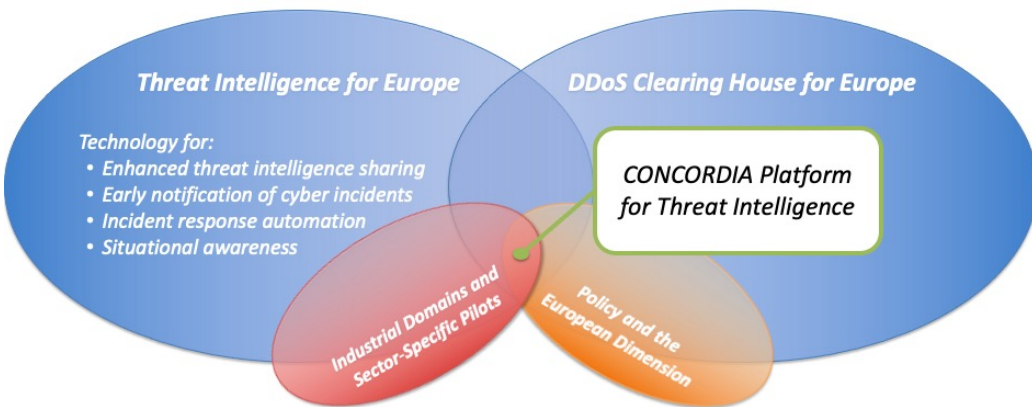 Threat Intelligence for Europe
DDoS Clearing House for Europe
Technology for:
• Enhanced threat intelligence sharing
• Early notification of cyber incidents
• Incident response automation
• Situational awareness
CONCORDIA Platform
for Threat Intelligence
Industrial Domains and
Sector-Specific Pilots
Policy and the
European Dimension